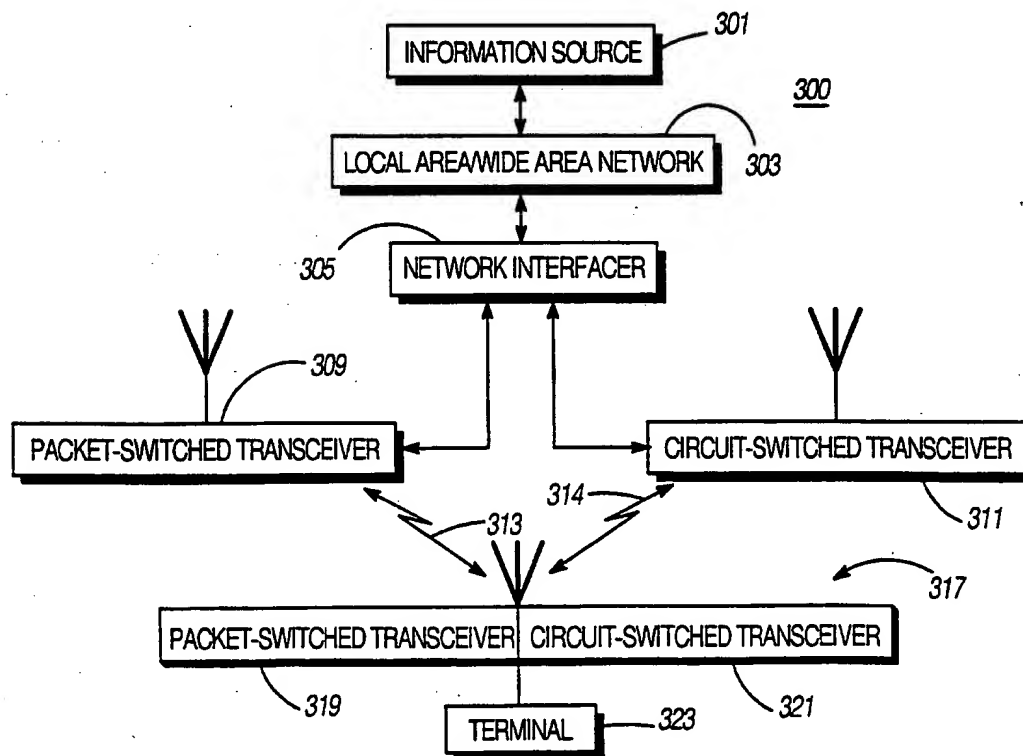 301
INFORMATION SOURCE
300
LOCAL AREA/WIDE AREA NETWORK
303
305
NETWORK INTERFACER
309
PACKET-SWITCHED TRANSCEIVER
CIRCUIT-SWITCHED TRANSCEIVER
314
313
311
317
PACKET-SWITCHED TRANSCEIVER
CIRCUIT-SWITCHED TRANSCEIVER
319
321
TERMINAL
323